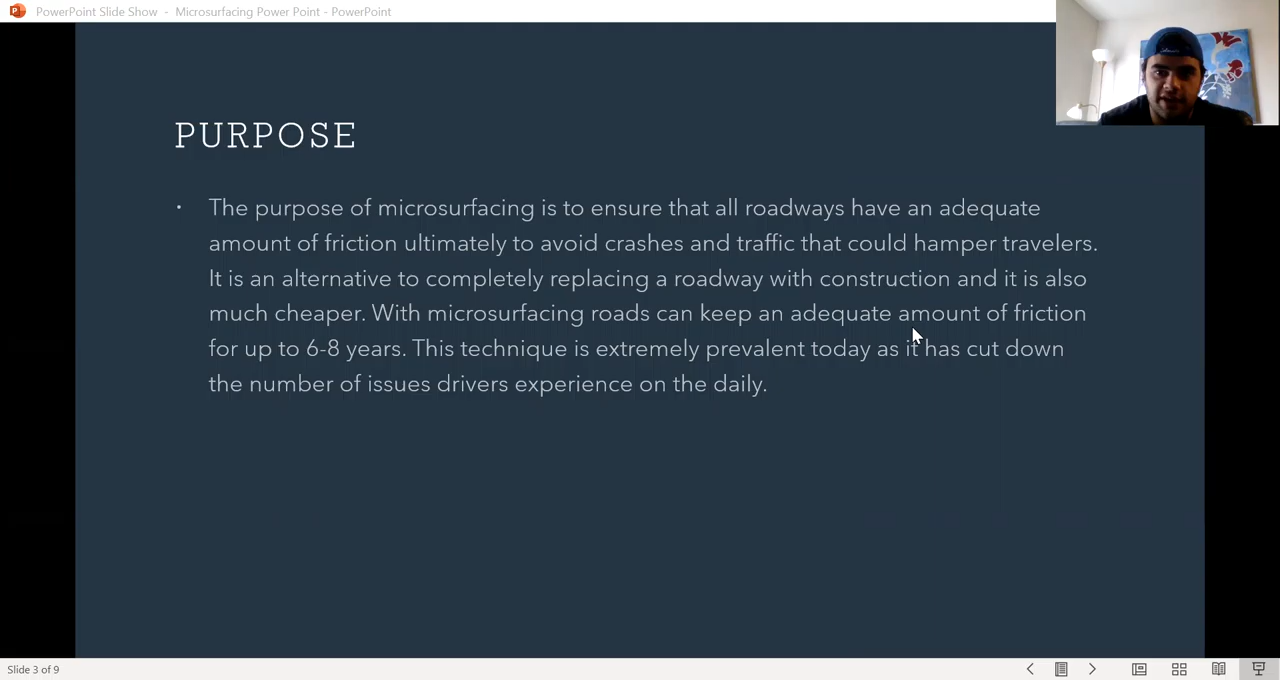 PowerPoint Slide Show - Microsurfacing Power Point - PowerPoint
PURPOSE
· The purpose of microsurfacing is to ensure that all roadways have an adequate
amount of friction ultimately to avoid crashes and traffic that could hamper travelers.
It is an alternative to completely replacing a roadway with construction and it is also
much cheaper. With microsurfacing roads can keep an adequate amount of friction
for up to 6-8 years. This technique is extremely prevalent today as it has cut down
the number of issues drivers experience on the daily.
Slide 3 of 9